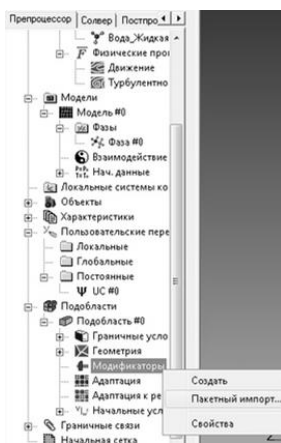 Препроцессор Солвер Постпро
Вода_Жидкая
Физические про
Движение
Турбулентно
Модели
Модель #0
Фазы
Фаза #0
Взаимодействие
Нач. данные
Локальные системы ко
Объекты
Характеристики
Пользовательские пере
Локальные
Глобальные
Постоянные
UC #0
Подобласти
Подобласть #0
Граничные усло
Геометрия
Модификаторы
Адаптация
Создать
Адаптация к ре
Пакетный импорт...
Начальные усл
Свойства
Граничные связи
Начальная сетка